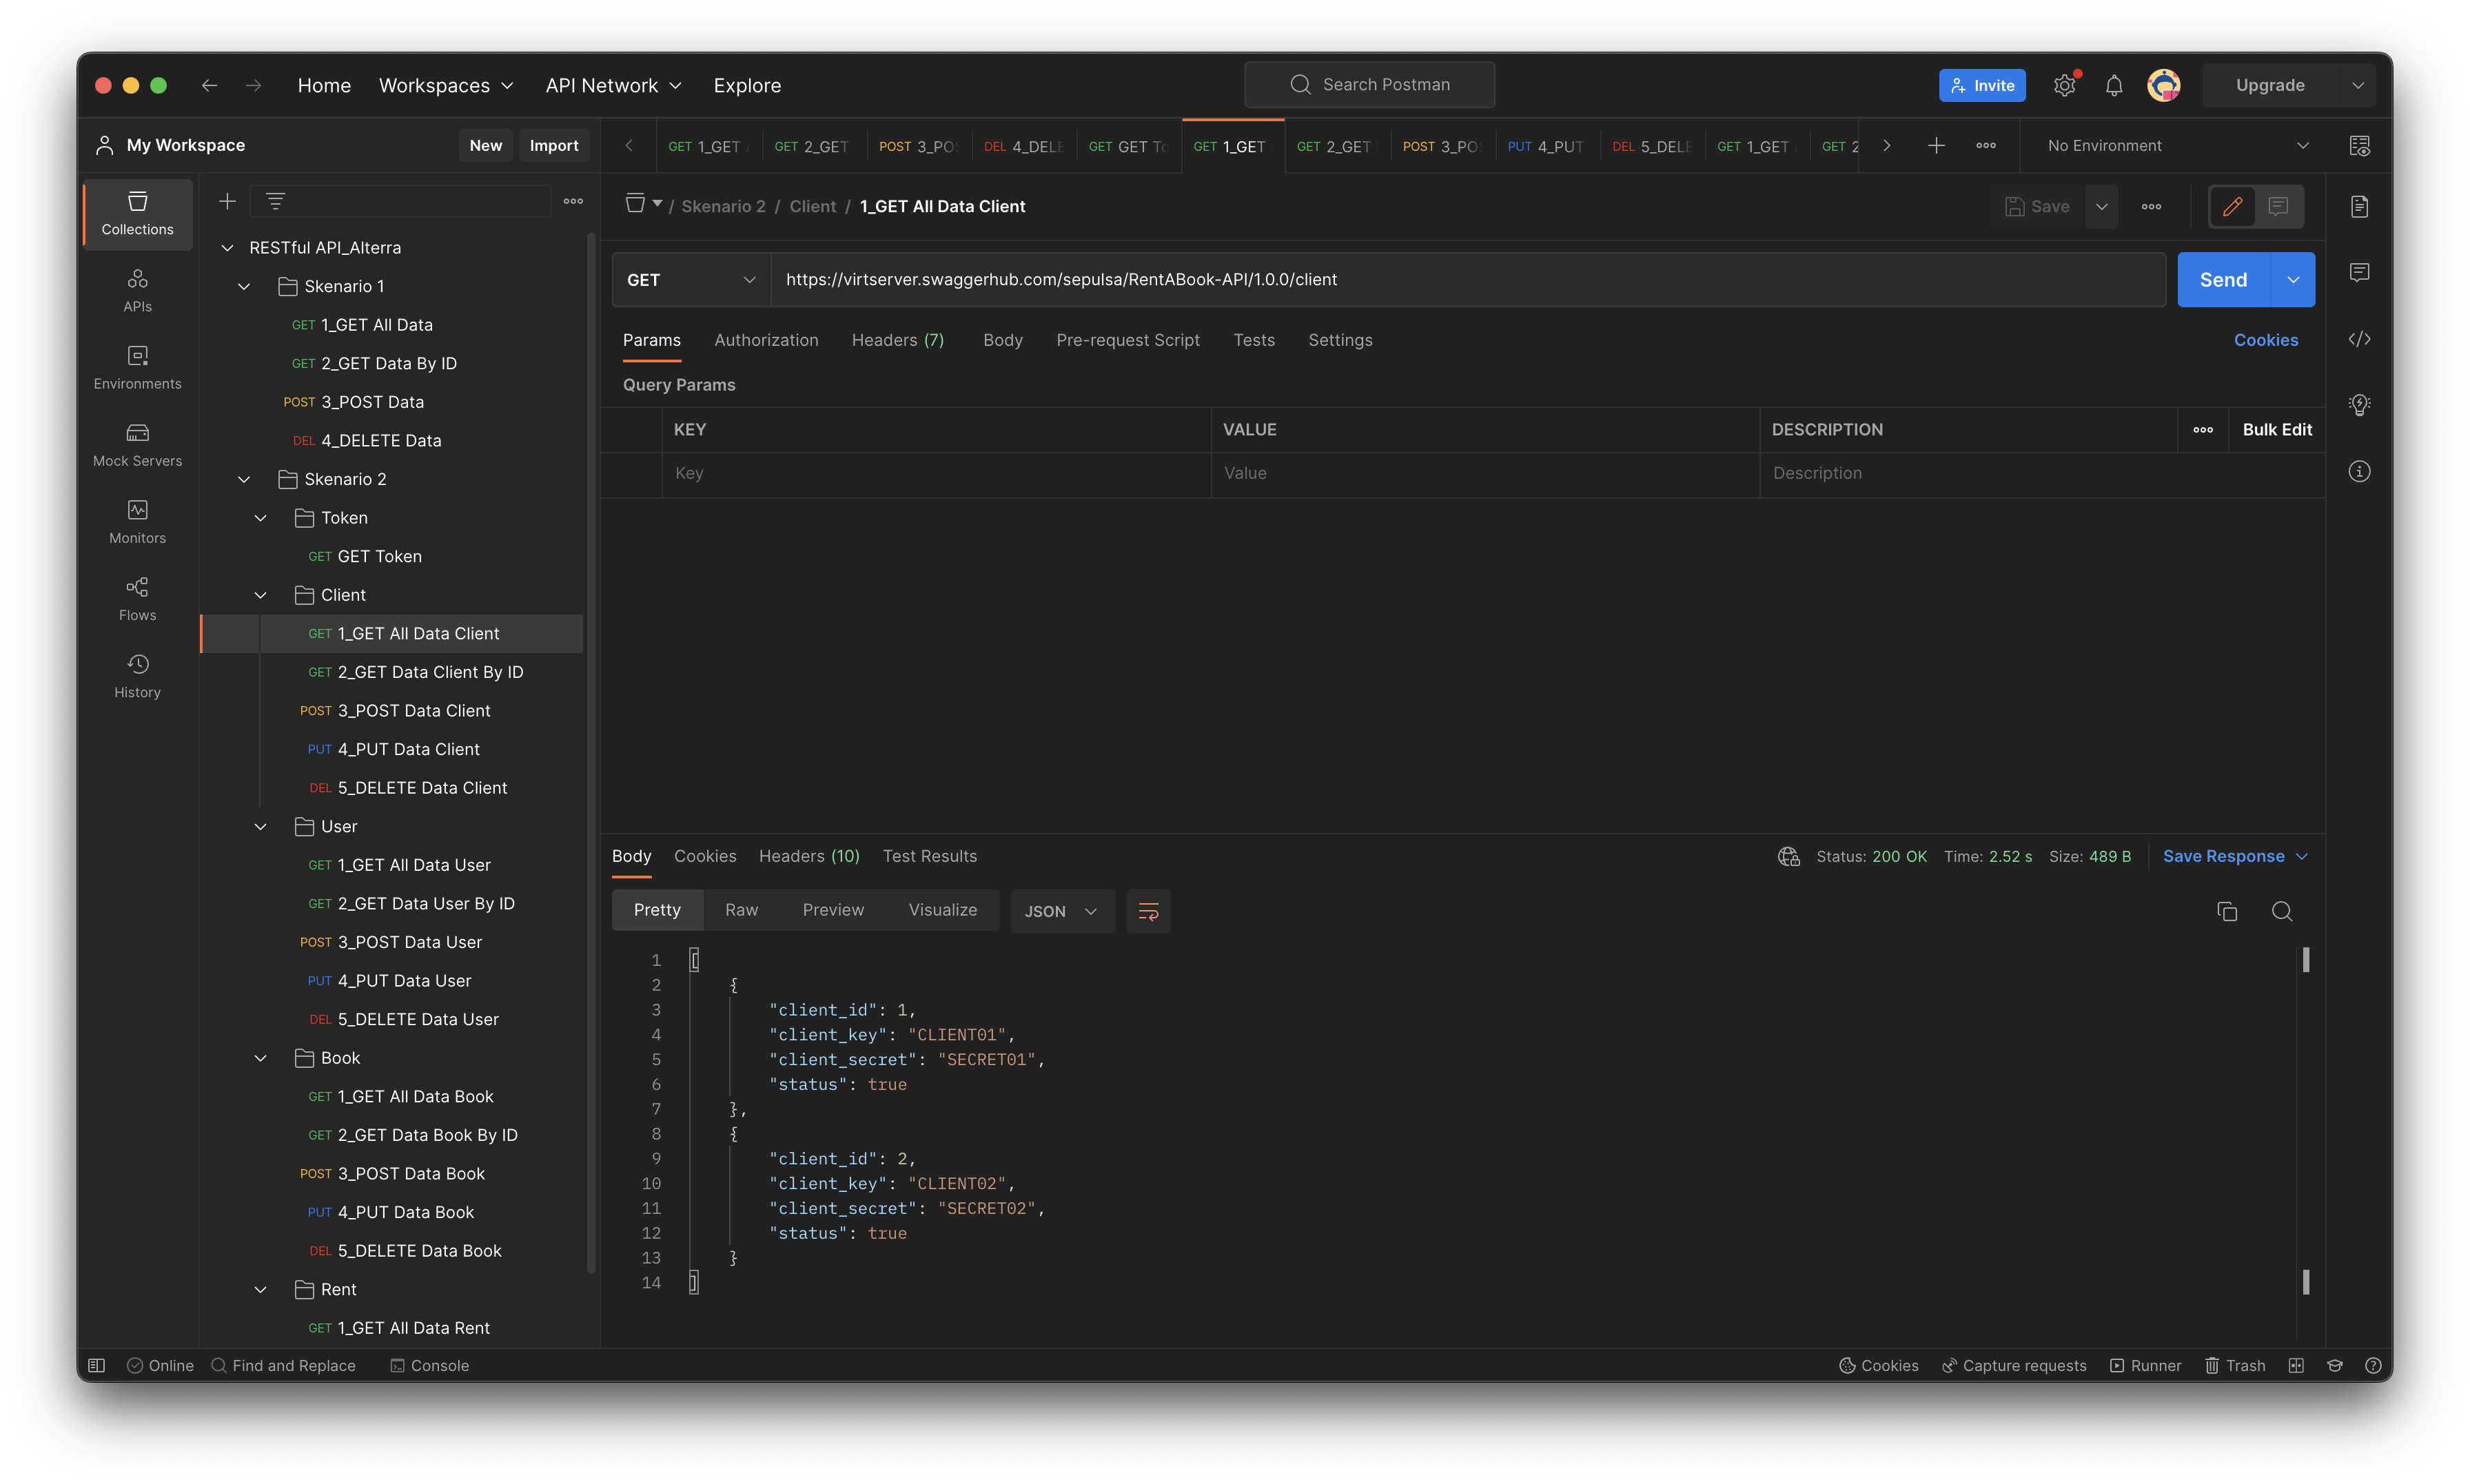 Home Workspaces API Network Explore Search Postman Invite Upgrade
My Workspace New Import
GET 1_GET GET 2_GET POST 3_POS DEL 4_DELE GET GET To GET 1_GET GET 2_GET POST 3_PO PUT 4_PUT DEL 5_DELE GET 1_GET GET 2 No Environment
Collections
APIs
Environments
Mock Servers
Monitors
Flows
History
RESTful API_Alterra
Skenario 1
GET 1_GET All Data
GET 2_GET Data By ID
POST 3_POST Data
DEL 4_DELETE Data
Skenario 2
Token
GET GET Token
Client
GET 1_GET All Data Client
GET 2_GET Data Client By ID
POST 3_POST Data Client
PUT 4_PUT Data Client
DEL 5_DELETE Data Client
User
GET 1_GET All Data User
GET 2_GET Data User By ID
POST 3_POST Data User
PUT 4_PUT Data User
DEL 5_DELETE Data User
Book
GET 1_GET All Data Book
GET 2_GET Data Book By ID
POST 3_POST Data Book
PUT 4_PUT Data Book
DEL 5_DELETE Data Book
Rent
GET 1_GET All Data Rent
/ Skenario 2 / Client / 1_GET All Data Client Save
GET https://virtserver.swaggerhub.com/sepulsa/RentABook-API/1.0.0/client Send
Params Authorization Headers (7) Body Pre-request Script Tests Settings Cookies
Query Params
KEY VALUE DESCRIPTION Bulk Edit
Key Value Description
Body Cookies Headers (10) Test Results Status: 200 OK Time: 2.52 s Size: 489 B Save Response
Pretty Raw Preview Visualize JSON
1 [
2 {
3 "client_id": 1,
4 "client_key": "CLIENT01",
5 "client_secret": "SECRET01",
6 "status": true
7 },
8 {
9 "client_id": 2,
10 "client_key": "CLIENT02",
11 "client_secret": "SECRET02",
12 "status": true
13 }
14 ]
Online Find and Replace Console Cookies Capture requests Runner Trash